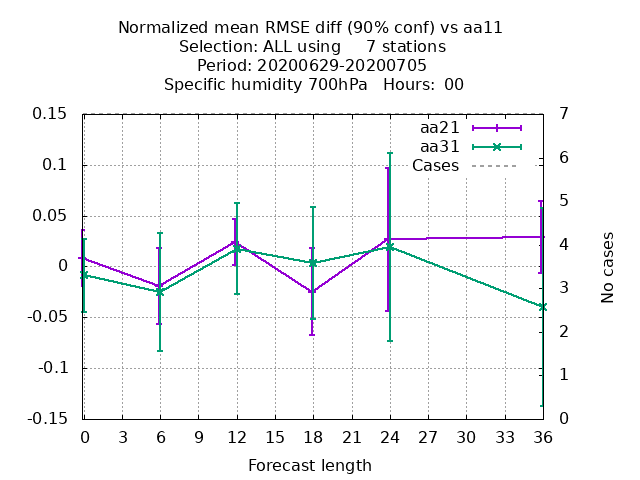 Normalized mean RMSE diff (90% conf) vs aa11
Selection: ALL using     7 stations
Period: 20200629-20200705
Specific humidity 700hPa   Hours:  00
0.15
0.1
0.05
0
-0.05
-0.1
-0.15
aa21
aa31
Cases
7
6
5
4
3
2
1
0
No cases
0 3 6 9 12 15 18 21 24 27 30 33 36
Forecast length